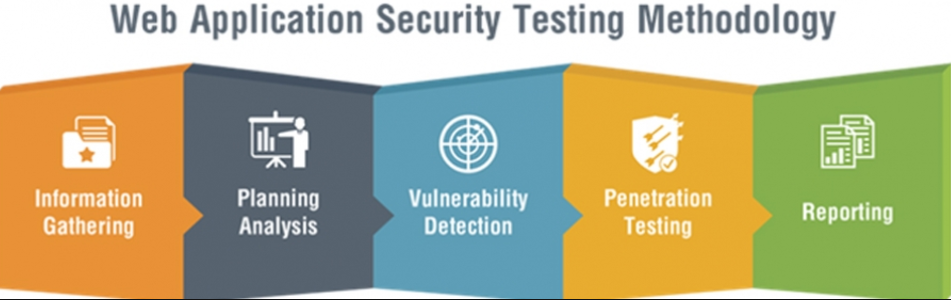 Web Application Security Testing Methodology
Information
Gathering
Planning
Analysis
Vulnerability
Detection
Penetration
Testing
Reporting